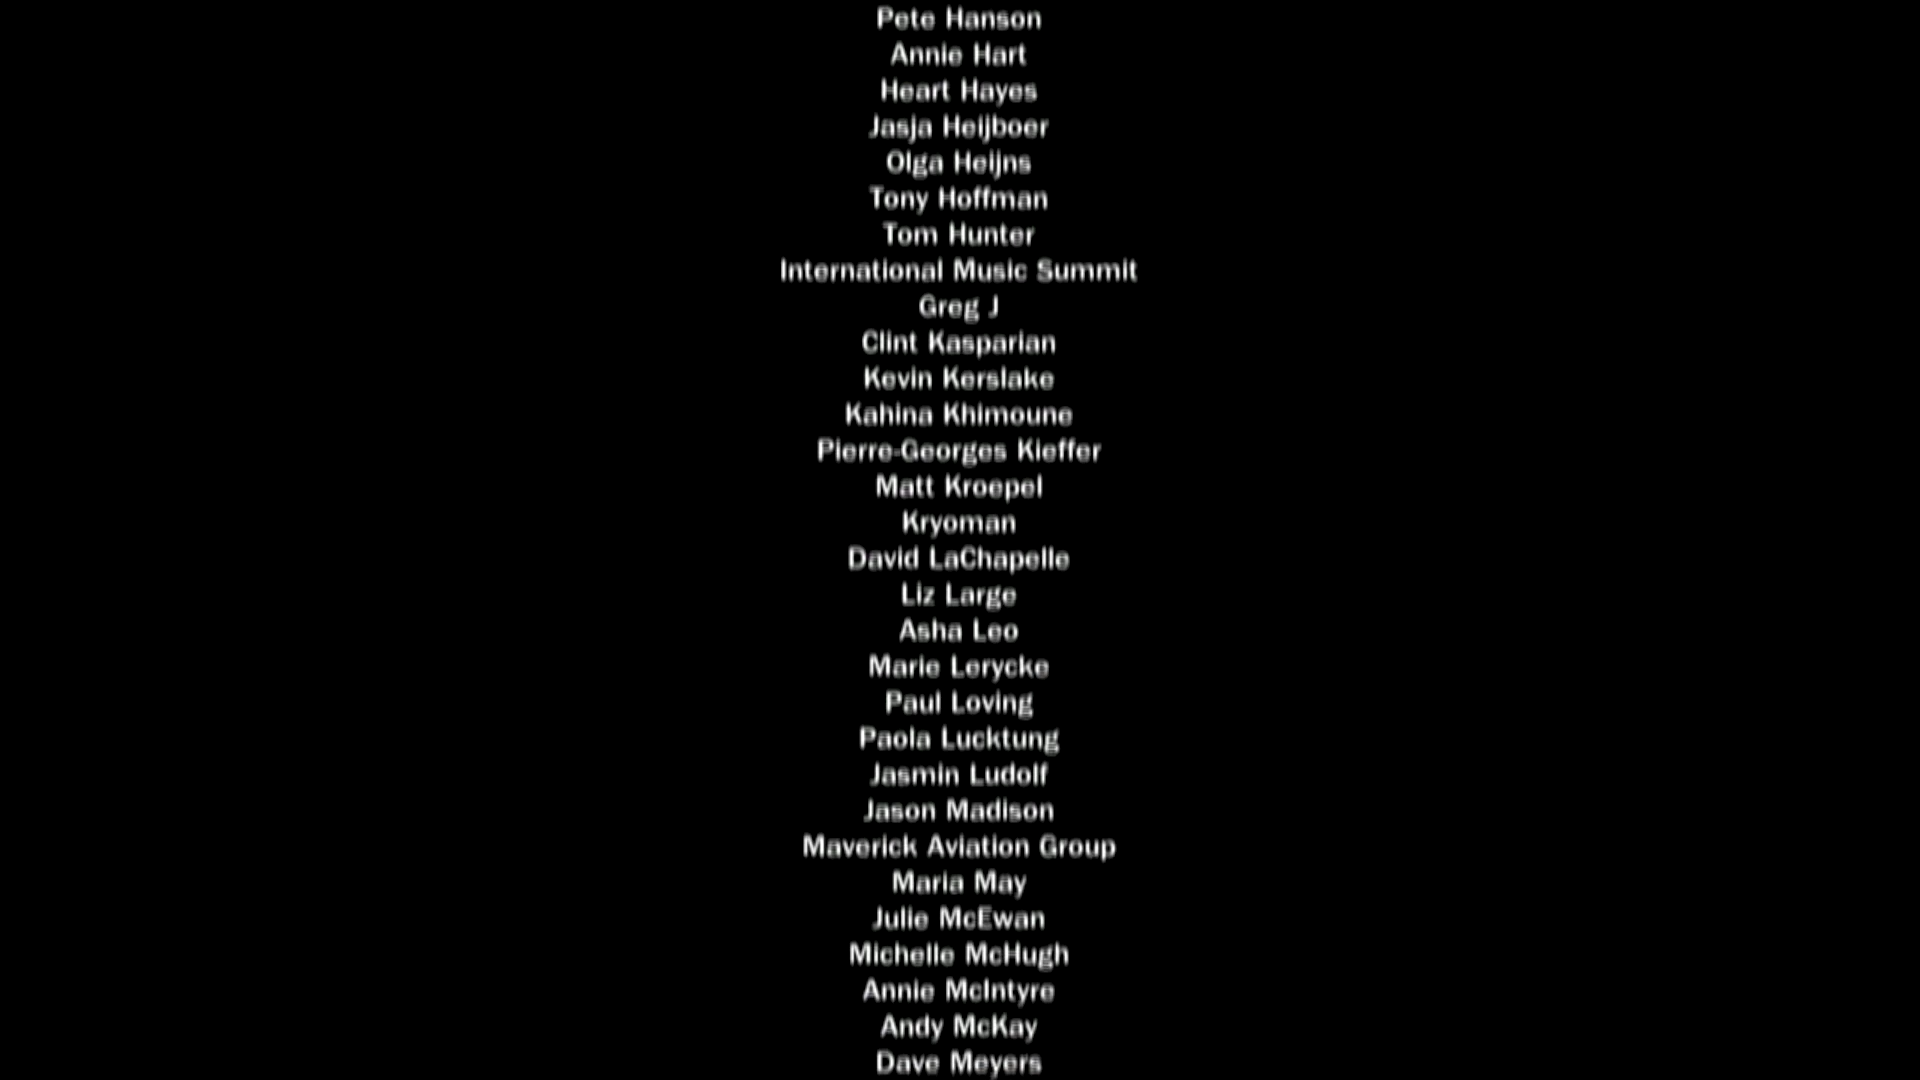 Pete Hanson
Annie Hart
Heart Hayes
Jasja Heijboer
Olga Heijns
Tony Hoffman
Tom Hunter
International Music Summit
Greg J
Clint Kasparian
Kevin Kerslake
Kahina Khimoune
Pierre-Georges Kieffer
Matt Kroepel
Kryoman
David LaChapelle
Liz Large
Asha Leo
Marie Lerycke
Paul Loving
Paola Lucktung
Jasmin Ludolf
Jason Madison
Maverick Aviation Group
Maria May
Julie McEwan
Michelle McHugh
Annie McIntyre
Andy McKay
Dave Meyers